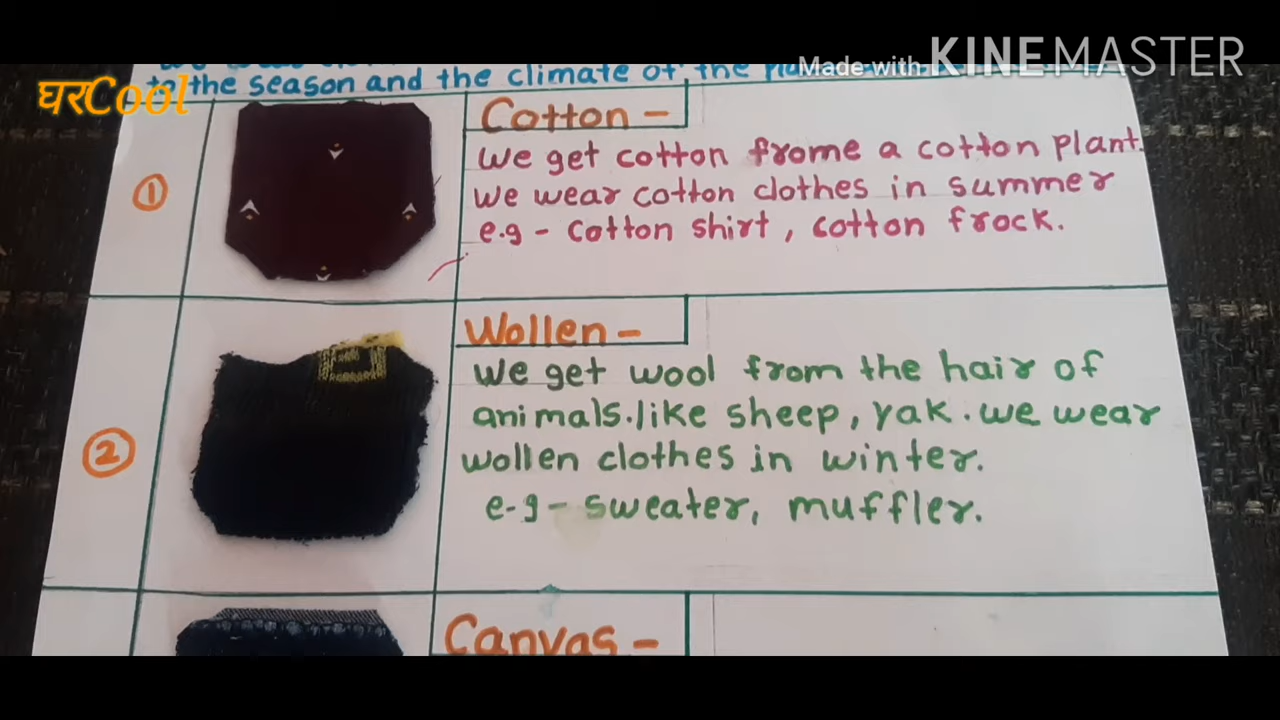 Made with KINEMASTER
घरCool
to the season and the climate of the
①
Cotton -
we get cotton frome a cotton plant.
we wear cotton clothes in summer
e.g - cotton shirt, cotton frock.
②
Wollen -
we get wool from the hair of
animals. like sheep, yak. we wear
wollen clothes in winter.
e-g - sweater, muffler.
Canvas -